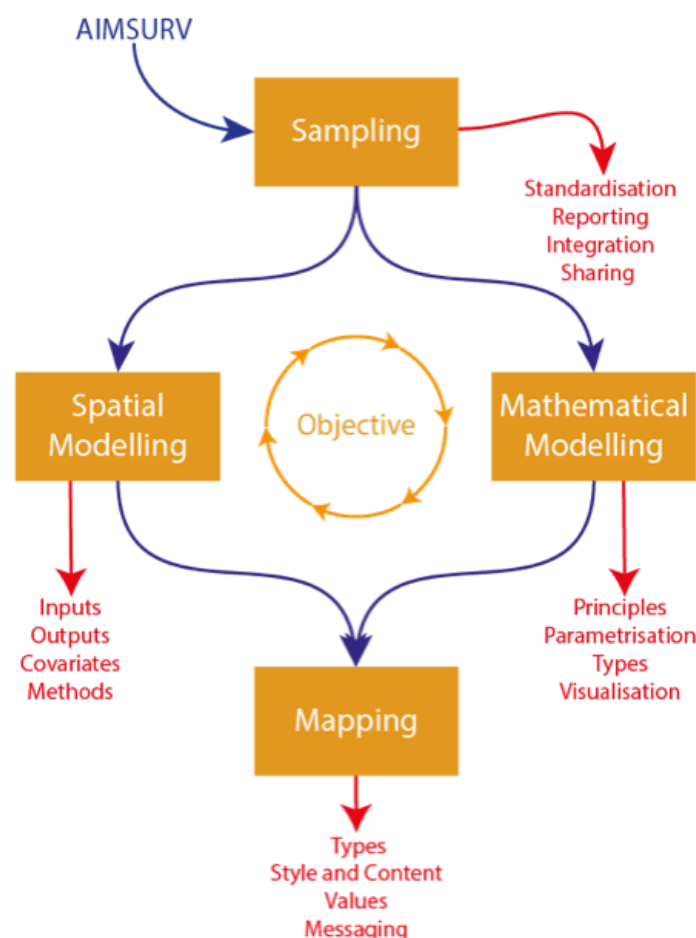 AIMSURV
Sampling
Standardisation
Reporting
Integration
Sharing
Spatial
Modelling
Objective
Mathematical
Modelling
Inputs
Outputs
Covariates
Methods
Principles
Parametrisation
Types
Visualisation
Mapping
Types
Style and Content
Values
Messaging